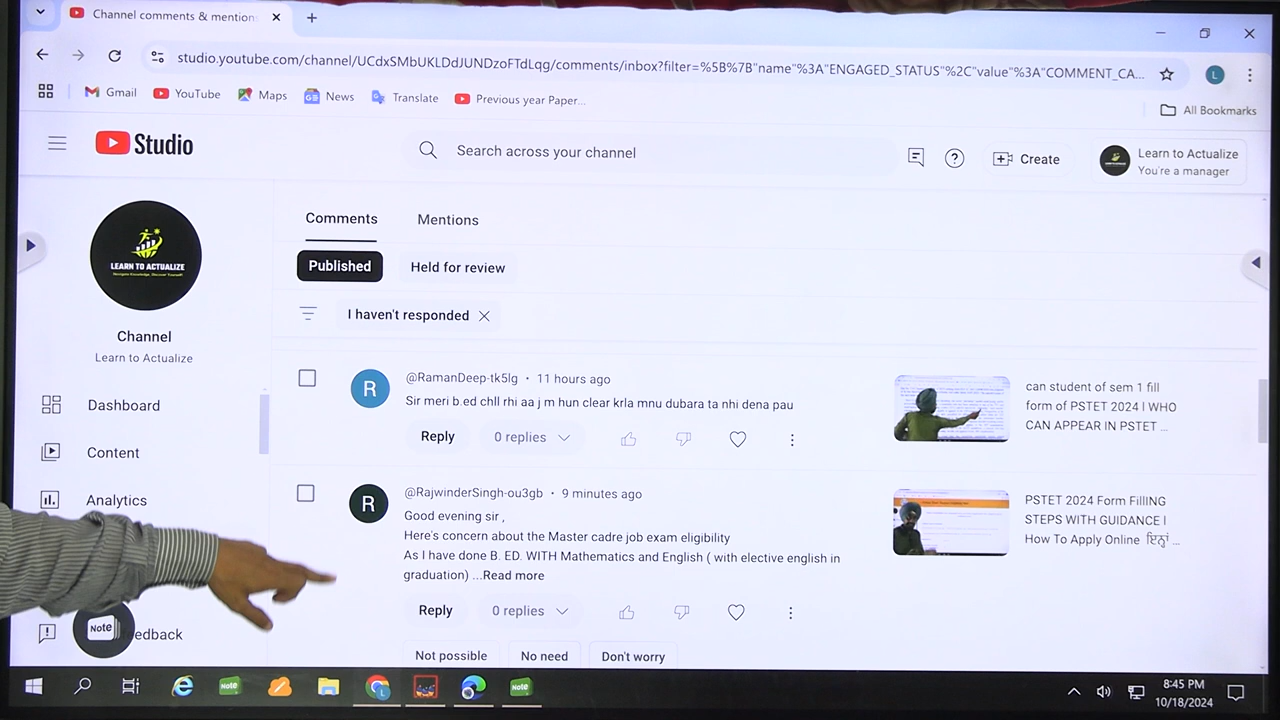 Channel comments & mention
studio.youtube.com/channel/UCdxSMbUKLDdJUNDzoFTdLqg/comments/inbox?filter=%5B%7B"name"%3A"ENGAGED_STATUS"%2C"value"%3A"COMMENT_CA...
L
Gmail
YouTube
Maps
News
Translate
Previous year Paper...
All Bookmarks
Studio
Search across your channel
Create
Learn to Actualize
You're a manager
Comments
Mentions
LEARN TO ACTUALIZE
Navigate Knowledge, Discover Yourself
Published
Held for review
I haven't responded
Channel
Learn to Actualize
Dashboard
Content
Analytics
edback
Note
R
@RamanDeep-tk5lg • 11 hours ago
Sir meri b.ed chll rhi aa j m hun clear krla mnu dubara ta nhi dena pau
Reply
0 replies
can student of sem 1 fill
form of PSTET 2024 I WHO
CAN APPEAR IN PSTET ...
R
@RajwinderSingh-ou3gb • 9 minutes ago
Good evening sir ,
Here's concern about the Master cadre job exam eligibility
As I have done B. ED. WITH Mathematics and English ( with elective english in
graduation) ...Read more
Reply
0 replies
PSTET 2024 Form FillING
STEPS WITH GUIDANCE I
How To Apply Online ਇਨ੍ਹਾਂ ...
Not possible
No need
Don't worry
Note
Note
8:45 PM
10/18/2024